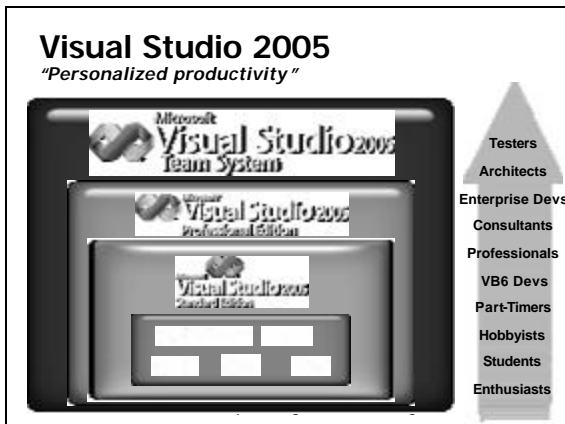 Visual Studio 2005
“Personalized productivity”
Microsoft
Visual Studio 2005
Team System
Microsoft
Visual Studio 2005
Professional Edition
Microsoft
Visual Studio 2005
Standard Edition
Testers
Architects
Enterprise Devs
Consultants
Professionals
VB6 Devs
Part-Timers
Hobbyists
Students
Enthusiasts